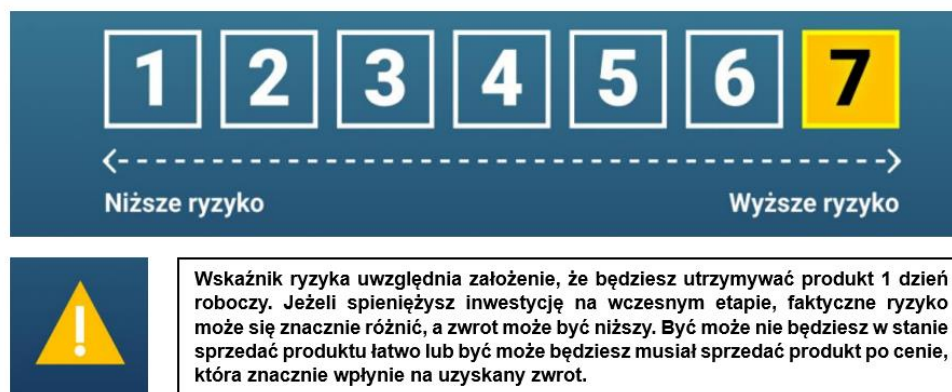 1 2 3 4 5 6 7
Niższe ryzyko Wyższe ryzyko
!
Wskaźnik ryzyka uwzględnia założenie, że będziesz utrzymywać produkt 1 dzień
roboczy. Jeżeli spieniężysz inwestycję na wczesnym etapie, faktyczne ryzyko
może się znacznie różnić, a zwrot może być niższy. Być może nie będziesz w stanie
sprzedać produktu łatwo lub być może będziesz musiał sprzedać produkt po cenie,
która znacznie wpłynie na uzyskany zwrot.